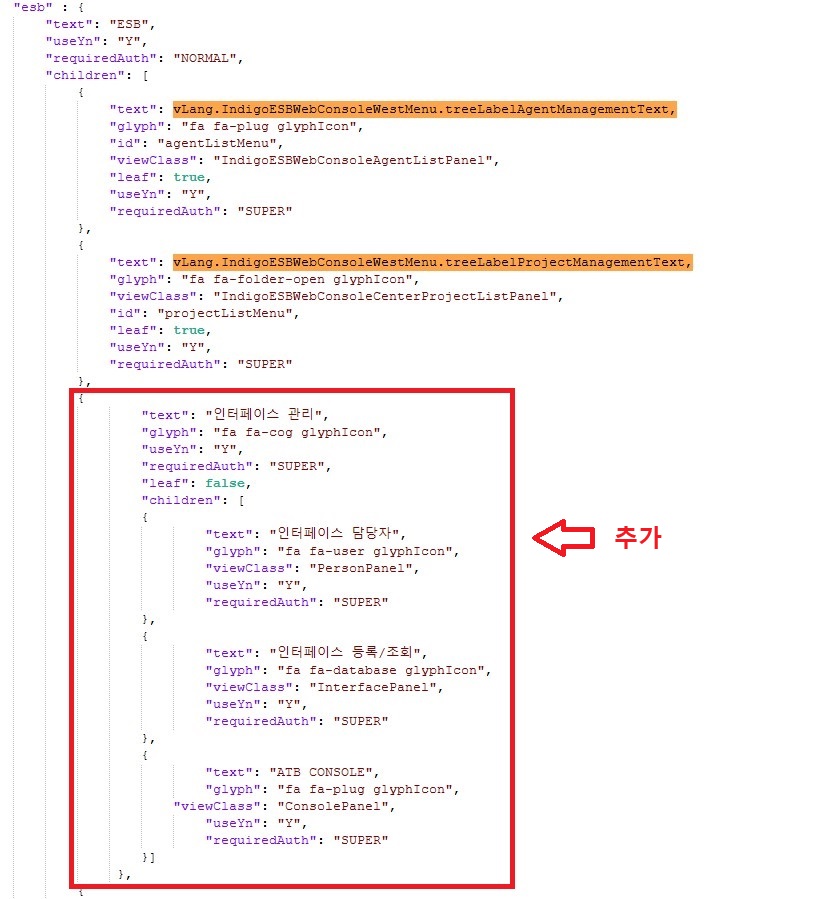 "esb" : {
"text": "ESB",
"useYn": "Y",
"requiredAuth": "NORMAL",
"children": [
{
"text": vLang.IndigoESBWebConsoleWestMenu.treeLabelAgentManagementText,
"glyph": "fa fa-plug glyphIcon",
"id": "agentListMenu",
"viewClass": "IndigoESBWebConsoleAgentListPanel",
"leaf": true,
"useYn": "Y",
"requiredAuth": "SUPER"
},
{
"text": vLang.IndigoESBWebConsoleWestMenu.treeLabelProjectManagementText,
"glyph": "fa fa-folder-open glyphIcon",
"viewClass": "IndigoESBWebConsoleCenterProjectListPanel",
"id": "projectListMenu",
"leaf": true,
"useYn": "Y",
"requiredAuth": "SUPER"
},
{
"text": "인터페이스 관리",
"glyph": "fa fa-cog glyphIcon",
"useYn": "Y",
"requiredAuth": "SUPER",
"leaf": false,
"children": [
{
"text": "인터페이스 담당자",
"glyph": "fa fa-user glyphIcon",
"viewClass": "PersonPanel",
"useYn": "Y",
"requiredAuth": "SUPER"
},
{
"text": "인터페이스 등록/조회",
"glyph": "fa fa-database glyphIcon",
"viewClass": "InterfacePanel",
"useYn": "Y",
"requiredAuth": "SUPER"
},
{
"text": "ATB CONSOLE",
"glyph": "fa fa-plug glyphIcon",
"viewClass": "ConsolePanel",
"useYn": "Y",
"requiredAuth": "SUPER"
}]
},
{
추가